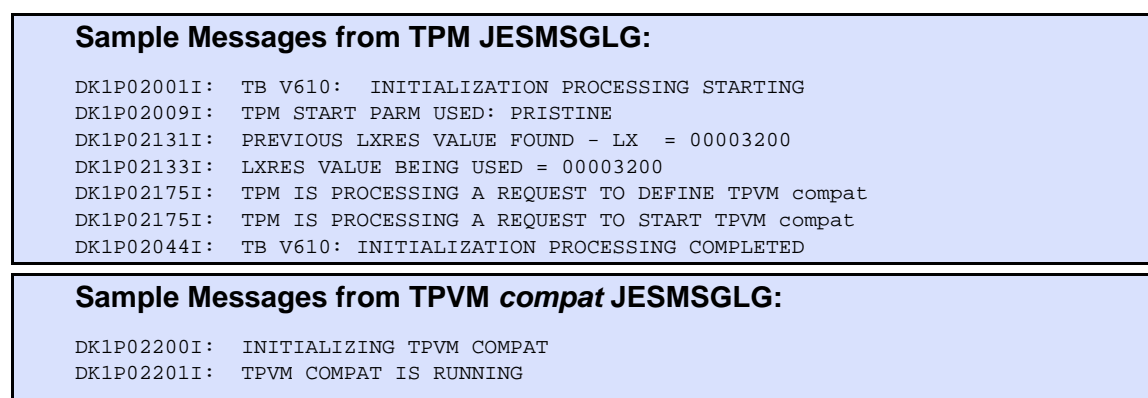 Sample Messages from TPM JESMSGLG:
DK1P02001I: TB V610: INITIALIZATION PROCESSING STARTING
DK1P02009I: TPM START PARM USED: PRISTINE
DK1P02131I: PREVIOUS LXRES VALUE FOUND - LX = 00003200
DK1P02133I: LXRES VALUE BEING USED = 00003200
DK1P02175I: TPM IS PROCESSING A REQUEST TO DEFINE TPVM compat
DK1P02175I: TPM IS PROCESSING A REQUEST TO START TPVM compat
DK1P02044I: TB V610: INITIALIZATION PROCESSING COMPLETED
Sample Messages from TPVM compat JESMSGLG:
DK1P02200I: INITIALIZING TPVM COMPAT
DK1P02201I: TPVM COMPAT IS RUNNING